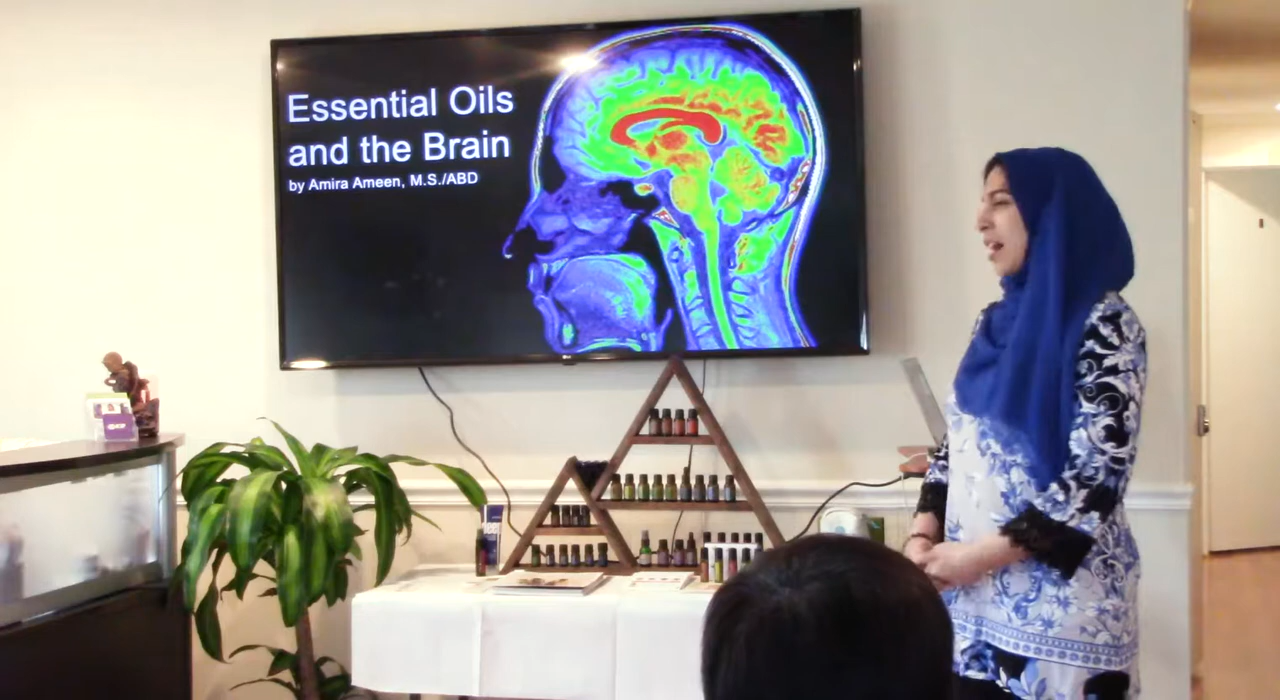 Essential Oils
and the Brain
by Amira Ameen, M.S./ABD